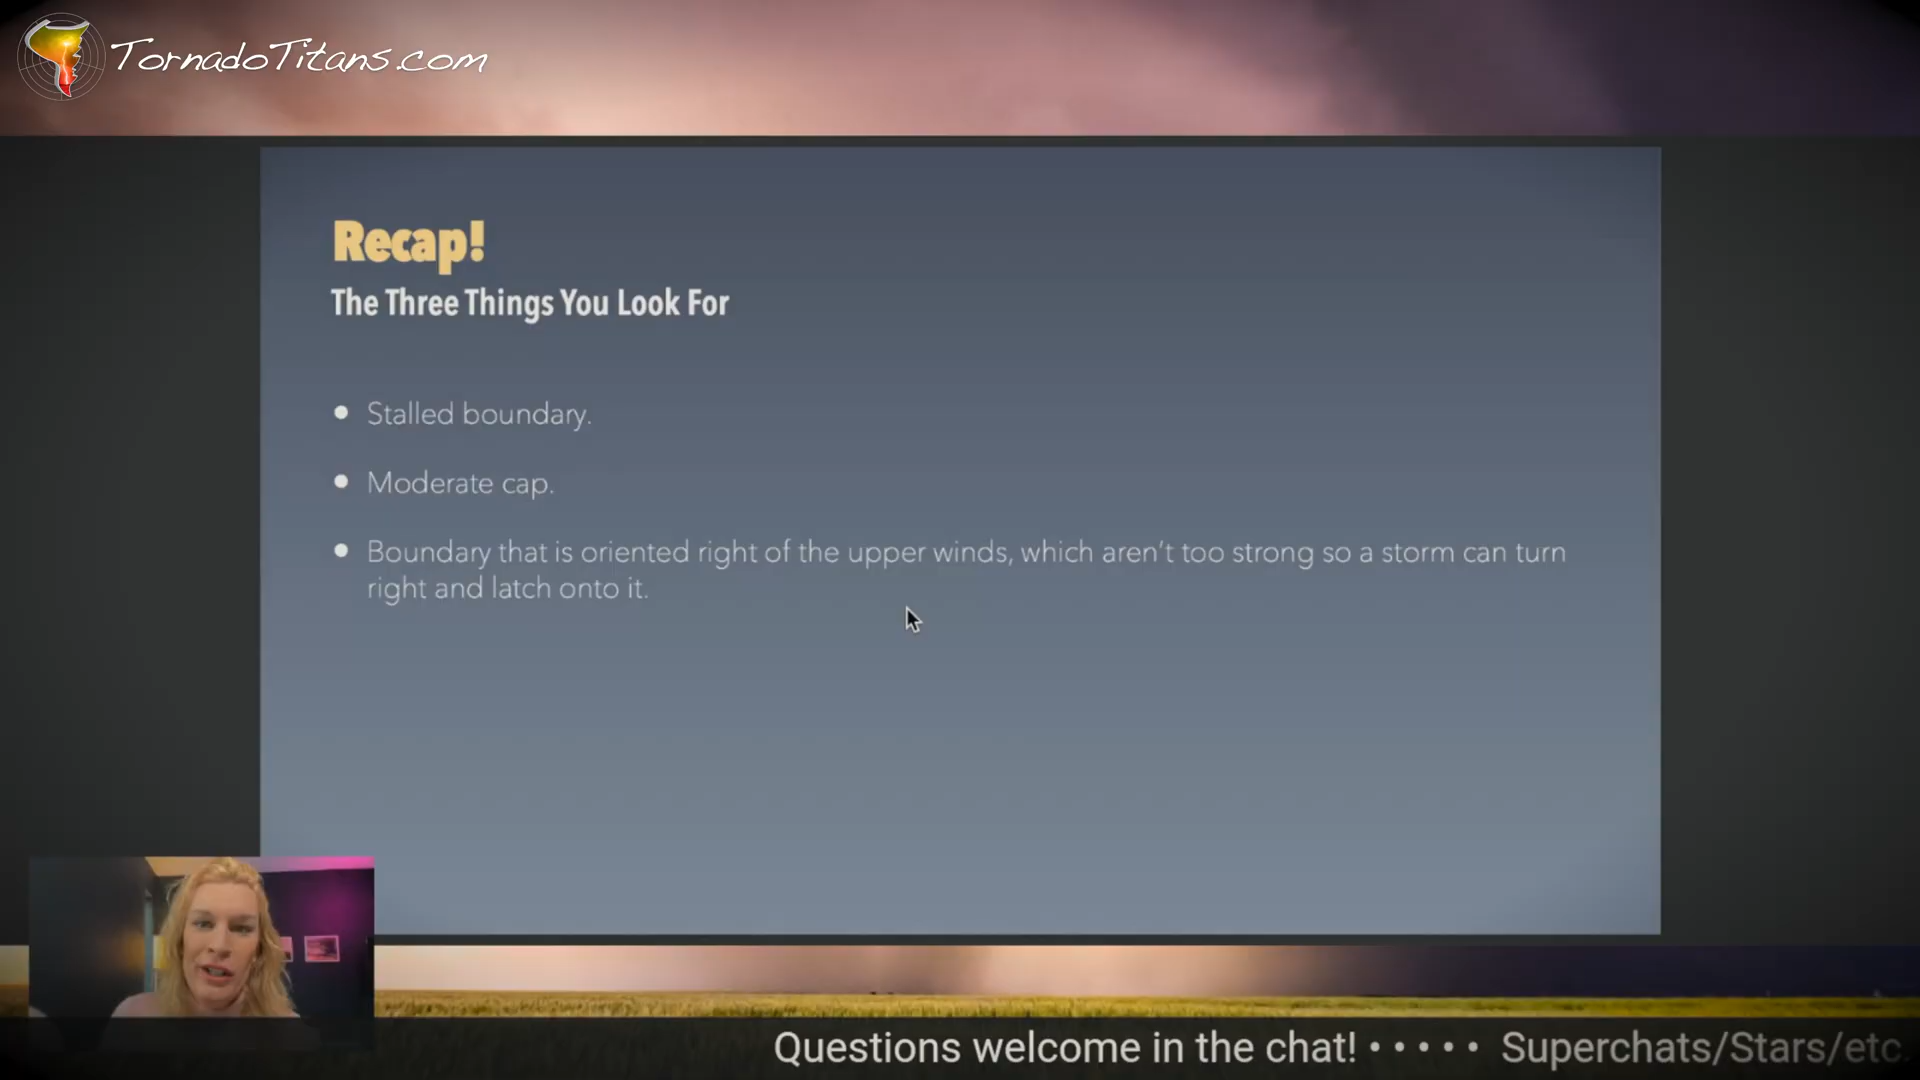 TornadoTitans.com
Recap!
The Three Things You Look For
• Stalled boundary.
• Moderate cap.
• Boundary that is oriented right of the upper winds, which aren't too strong so a storm can turn
right and latch onto it.
Questions welcome in the chat! • • • • • Superchats/Stars/etc.